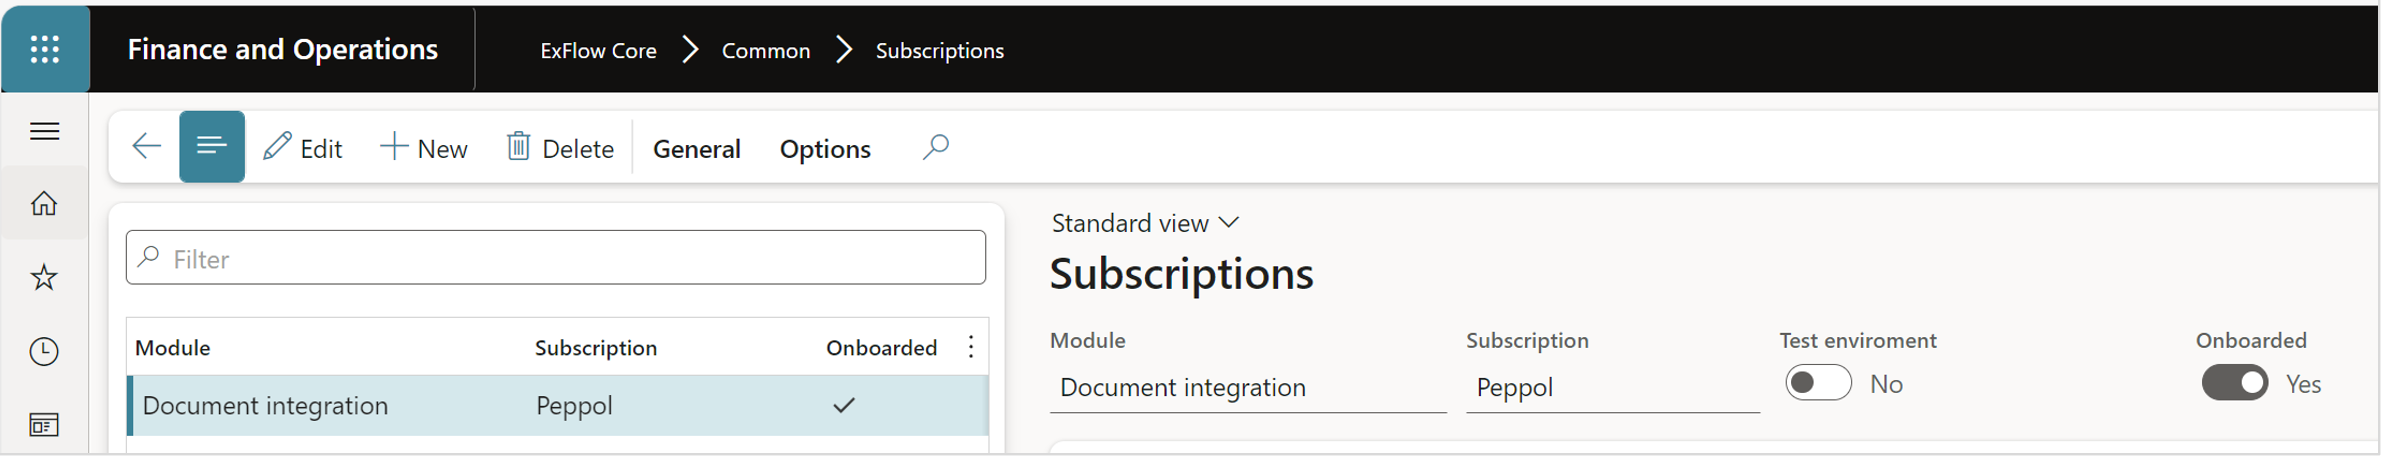 Finance and Operations
ExFlow Core > Common > Subscriptions
Edit New Delete General Options
Filter
Module Subscription Onboarded
Document integration Peppol
Standard view
Subscriptions
Module Subscription Test enviroment Onboarded
Document integration Peppol No Yes